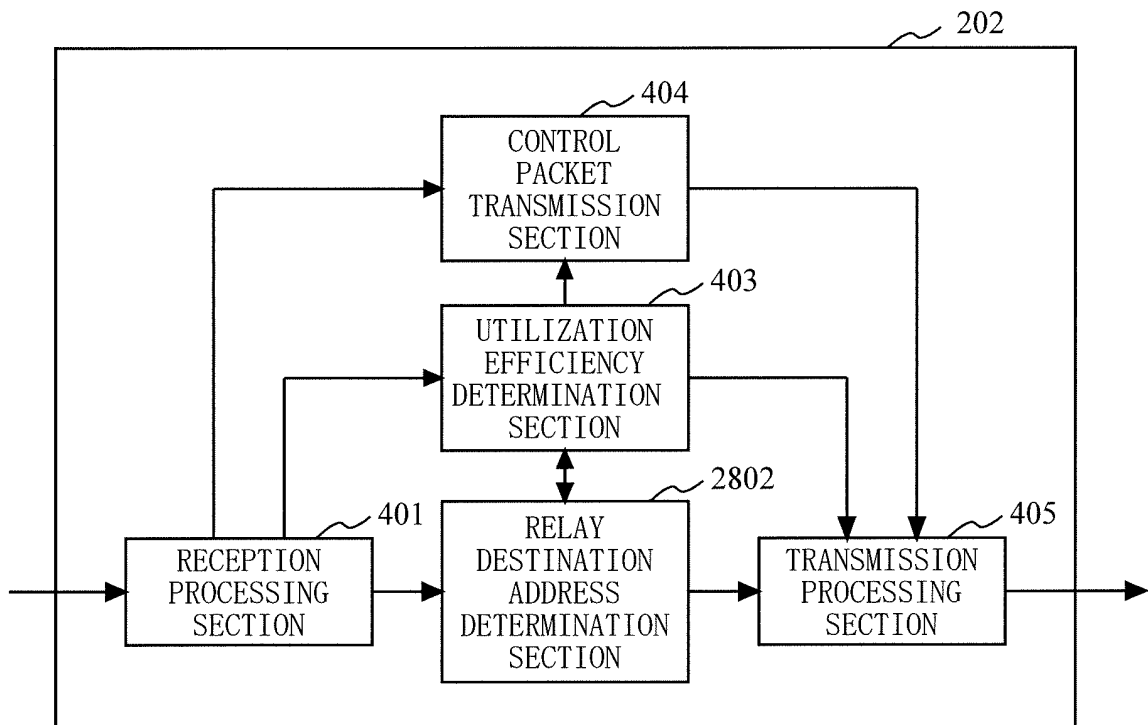 202
404
CONTROL
PACKET
TRANSMISSION
SECTION
403
UTILIZATION
EFFICIENCY
DETERMINATION
SECTION
2802
RELAY
DESTINATION
ADDRESS
DETERMINATION
SECTION
401
RECEPTION
PROCESSING
SECTION
405
TRANSMISSION
PROCESSING
SECTION